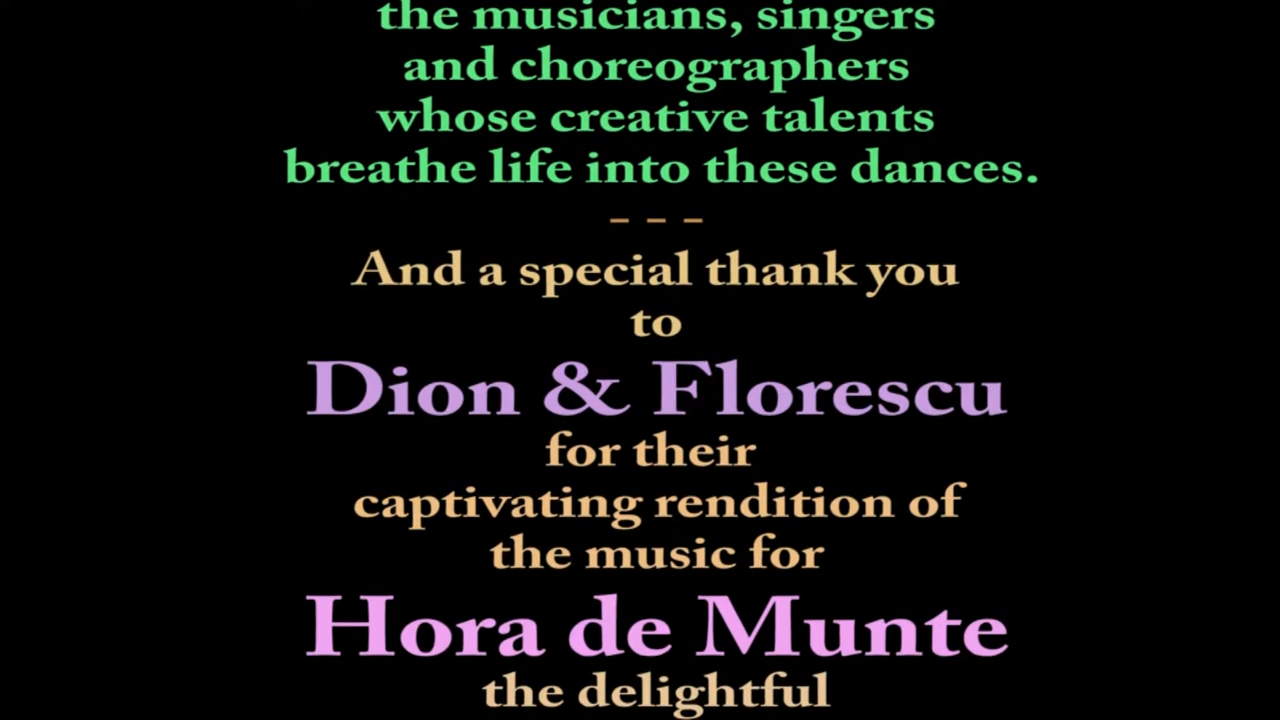 the musicians, singers
and choreographers
whose creative talents
breathe life into these dances.
- - -
And a special thank you
to
Dion & Florescu
for their
captivating rendition of
the music for
Hora de Munte
the delightful